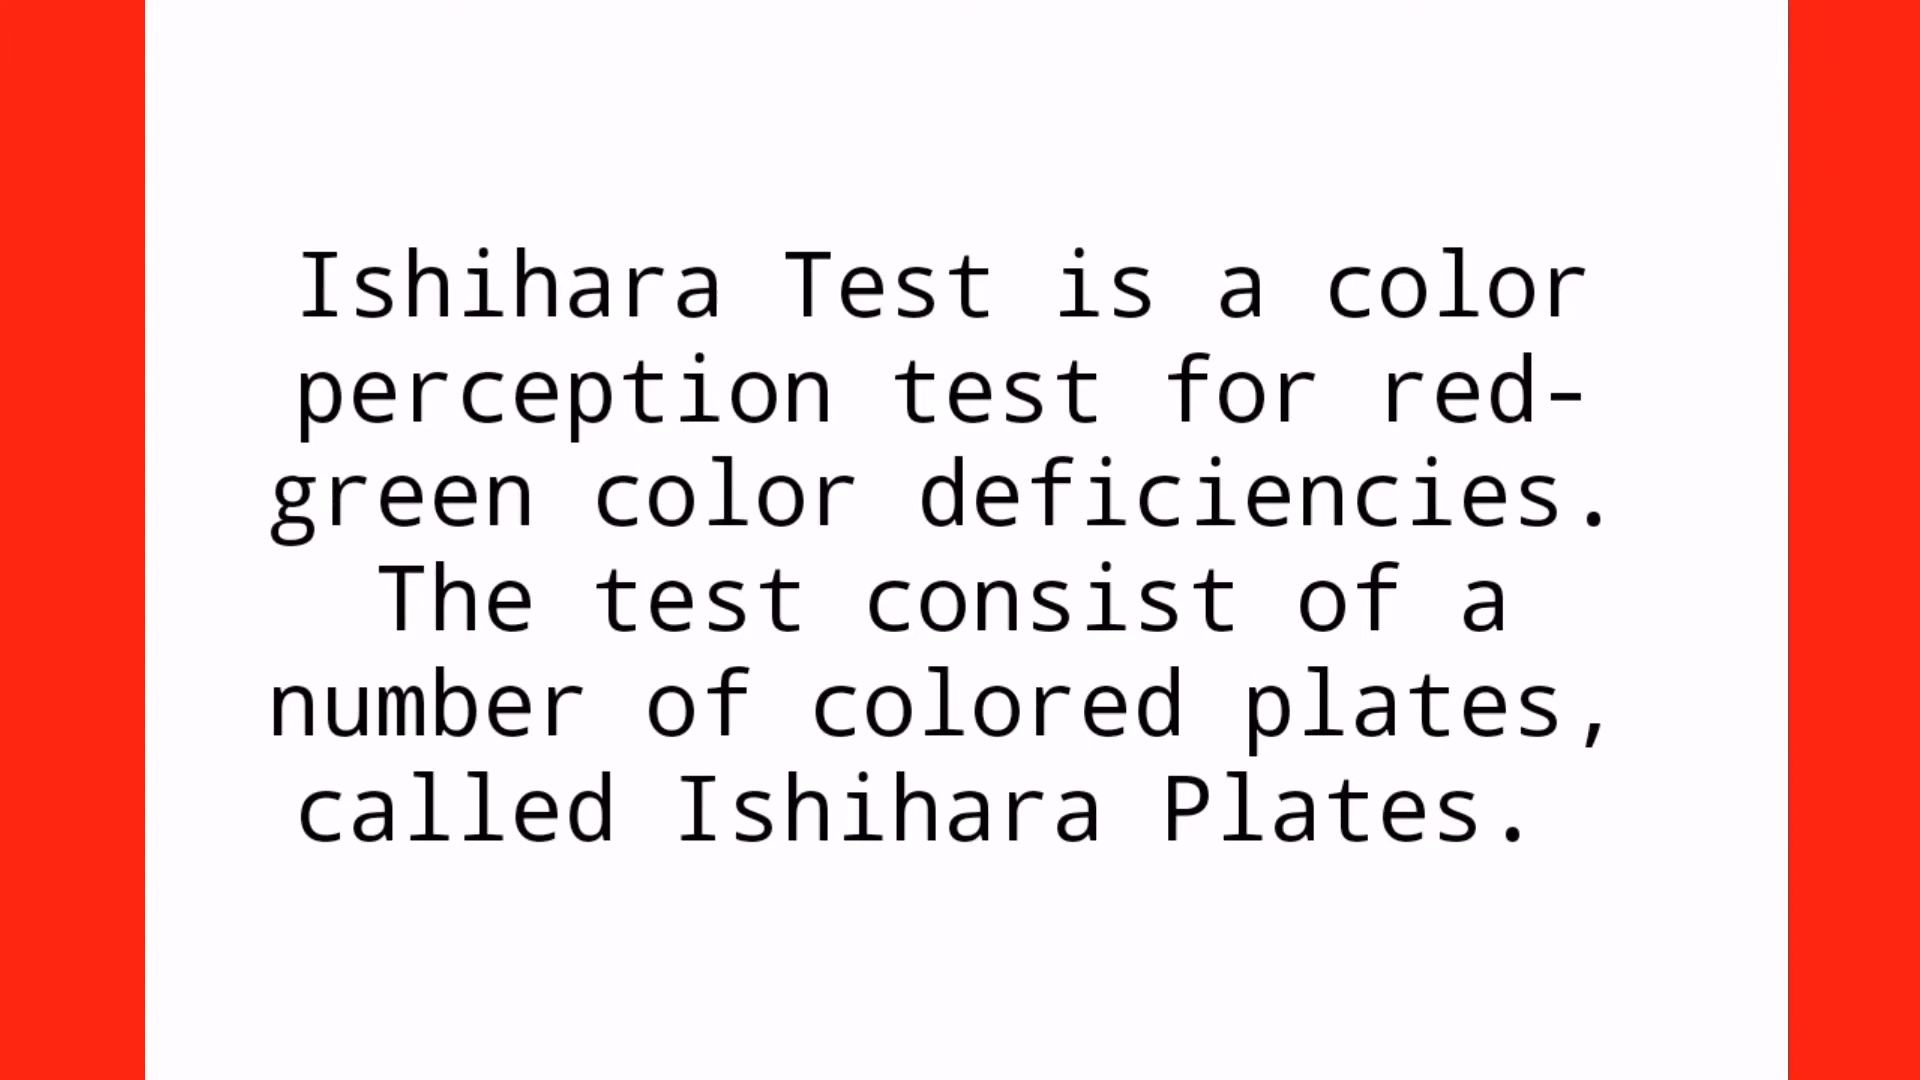 Ishihara Test is a color
perception test for red-
green color deficiencies.
The test consist of a
number of colored plates,
called Ishihara Plates.